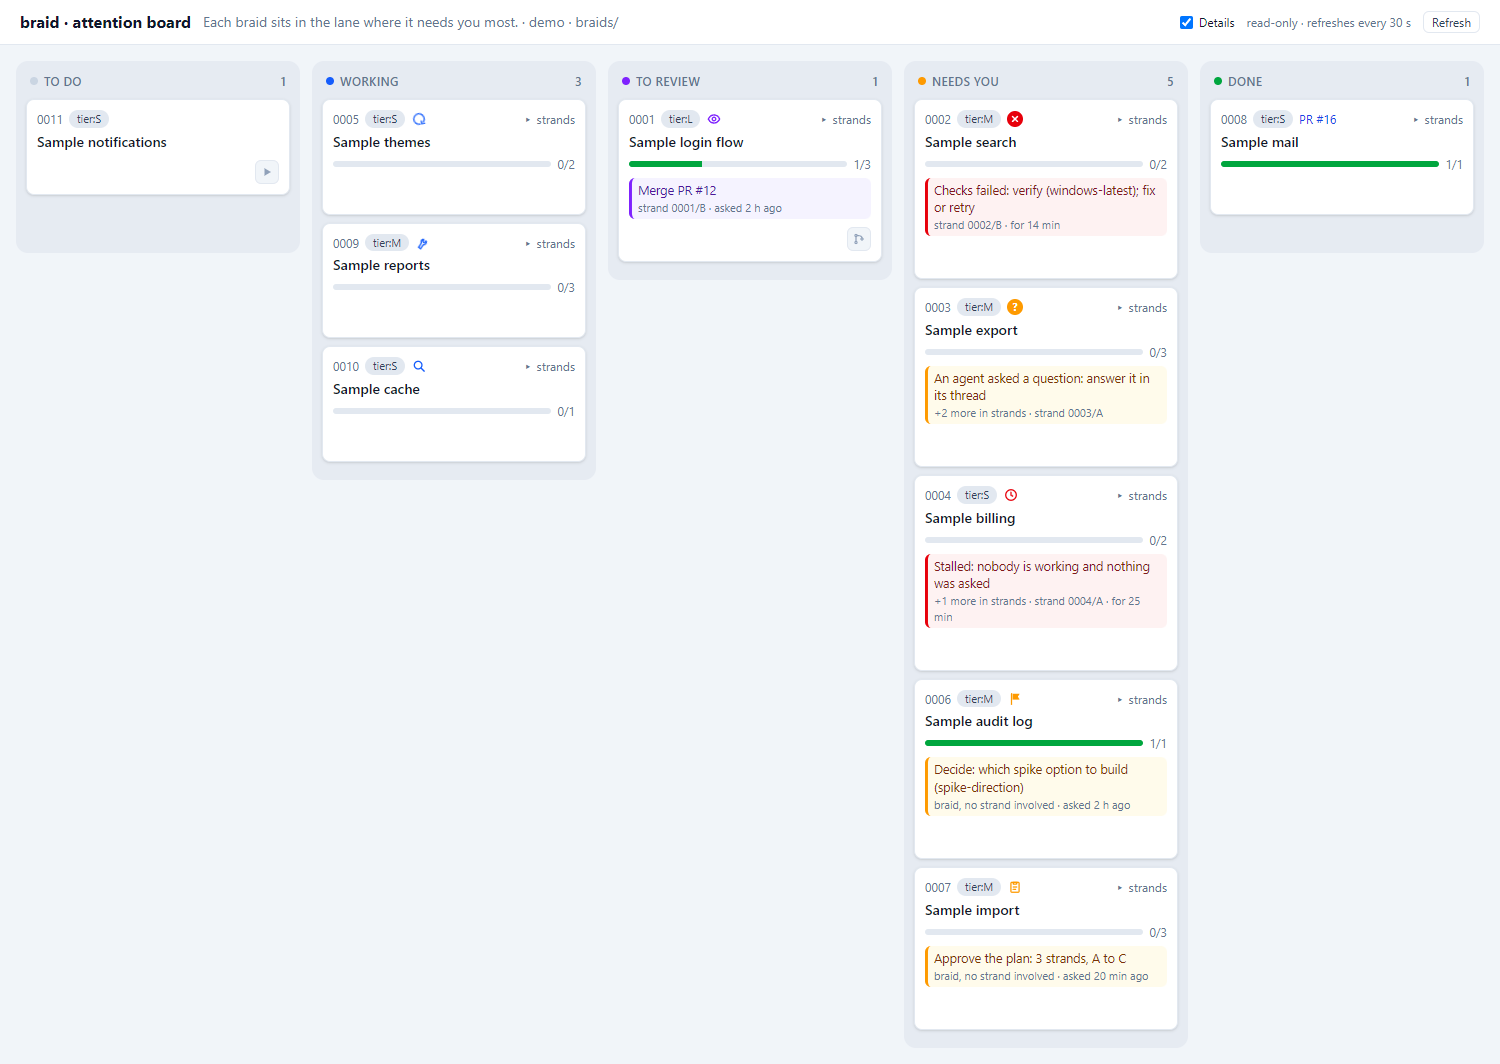 braid · attention board Each braid sits in the lane where it needs you most. · demo · braids/
Details read-only · refreshes every 30 s Refresh
TO DO 1
0011 tier:S
Sample notifications
WORKING 3
0005 tier:S strands
Sample themes
0/2
0009 tier:M strands
Sample reports
0/3
0010 tier:S strands
Sample cache
0/1
TO REVIEW 1
0001 tier:L strands
Sample login flow
1/3
Merge PR #12
strand 0001/B · asked 2 h ago
NEEDS YOU 5
0002 tier:M strands
Sample search
0/2
Checks failed: verify (windows-latest); fix
or retry
strand 0002/B · for 14 min
0003 tier:M ? strands
Sample export
0/3
An agent asked a question: answer it in
its thread
+2 more in strands · strand 0003/A
0004 tier:S strands
Sample billing
0/2
Stalled: nobody is working and nothing
was asked
+1 more in strands · strand 0004/A · for 25
min
0006 tier:M strands
Sample audit log
1/1
Decide: which spike option to build
(spike-direction)
braid, no strand involved · asked 2 h ago
0007 tier:M strands
Sample import
0/3
Approve the plan: 3 strands, A to C
braid, no strand involved · asked 20 min ago
DONE 1
0008 tier:S PR #16 strands
Sample mail
1/1